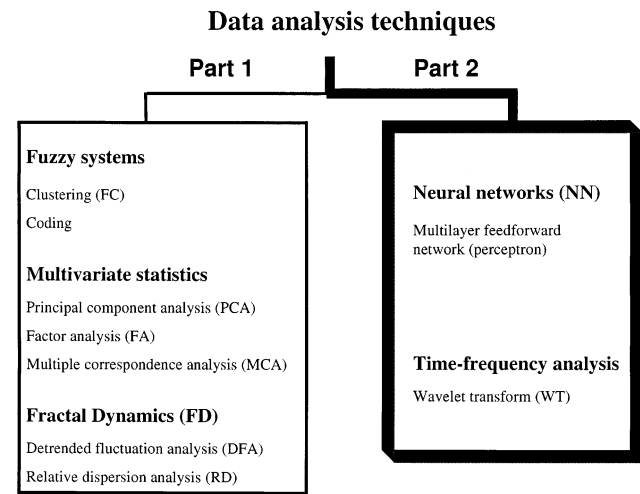 Data analysis techniques
Part 1
Part 2
Fuzzy systems
Clustering (FC)
Coding
Multivariate statistics
Principal component analysis (PCA)
Factor analysis (FA)
Multiple correspondence analysis (MCA)
Fractal Dynamics (FD)
Detrended fluctuation analysis (DFA)
Relative dispersion analysis (RD)
Neural networks (NN)
Multilayer feedforward
network (perceptron)
Time-frequency analysis
Wavelet transform (WT)